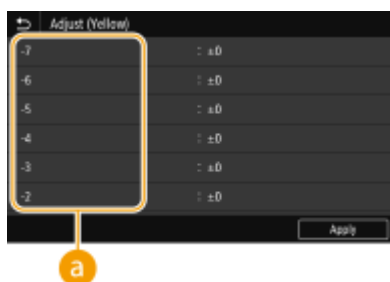 Adjust (Yellow)
-7 : ±0
-6 : ±0
-5 : ±0
-4 : ±0
-3 : ±0
-2 : ±0
Apply
a